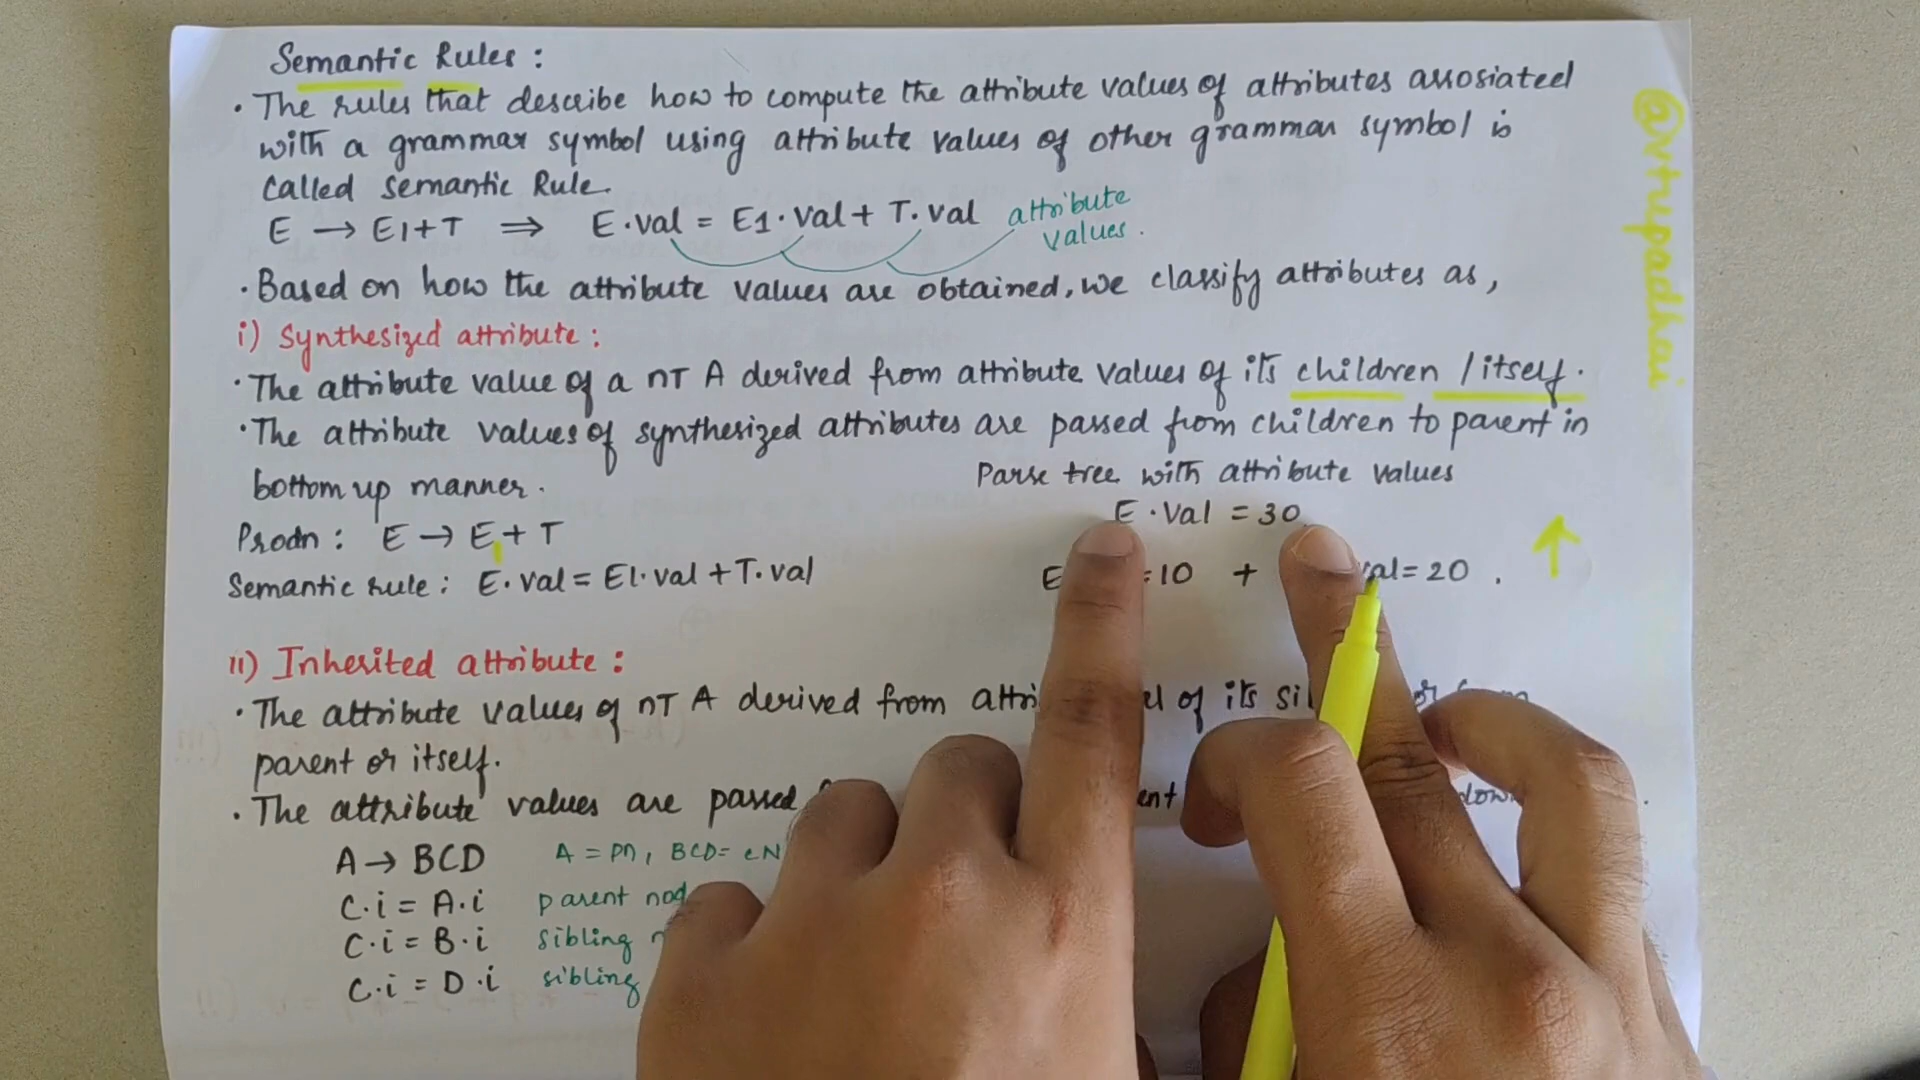 Semantic Rules :
• The rules that describe how to compute the attribute values of attributes assosiated
with a grammar symbol using attribute values of other grammar symbol is
called semantic Rule.
E → E1+T ⇒ E.val = E1.val + T.val attribute
values.
• Based on how the attribute values are obtained, we classify attributes as,
i) Synthesized attribute :
• The attribute value of a nT A derived from attribute values of its children / itself.
• The attribute values of synthesized attributes are passed from children to parent in
bottom up manner.
Parse tree with attribute values
E.val = 30
Prodn : E → E1+ T
E =10 + val=20 .
Semantic rule : E.val = E1.val + T.val
ii) Inherited attribute :
• The attribute values of nT A derived from of its or
parent or itself.
• The attribute values are passed
A → BCD A = PN, BCD= CN
C.i = A.i parent
C.i = B.i sibling
C.i = D.i sibling
@vtupadhai